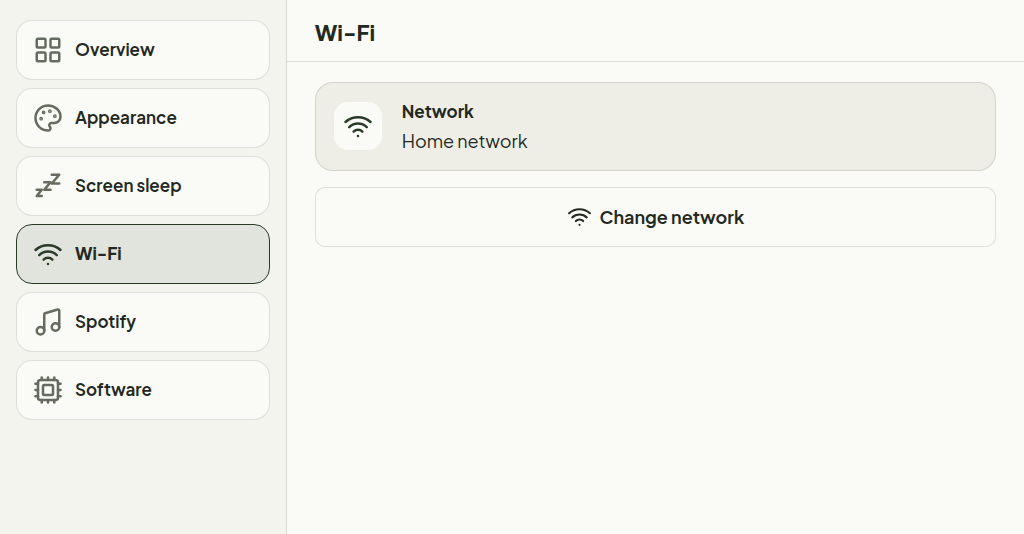 Overview
Appearance
Screen sleep
Wi-Fi
Spotify
Software
Wi-Fi
Network
Home network
Change network